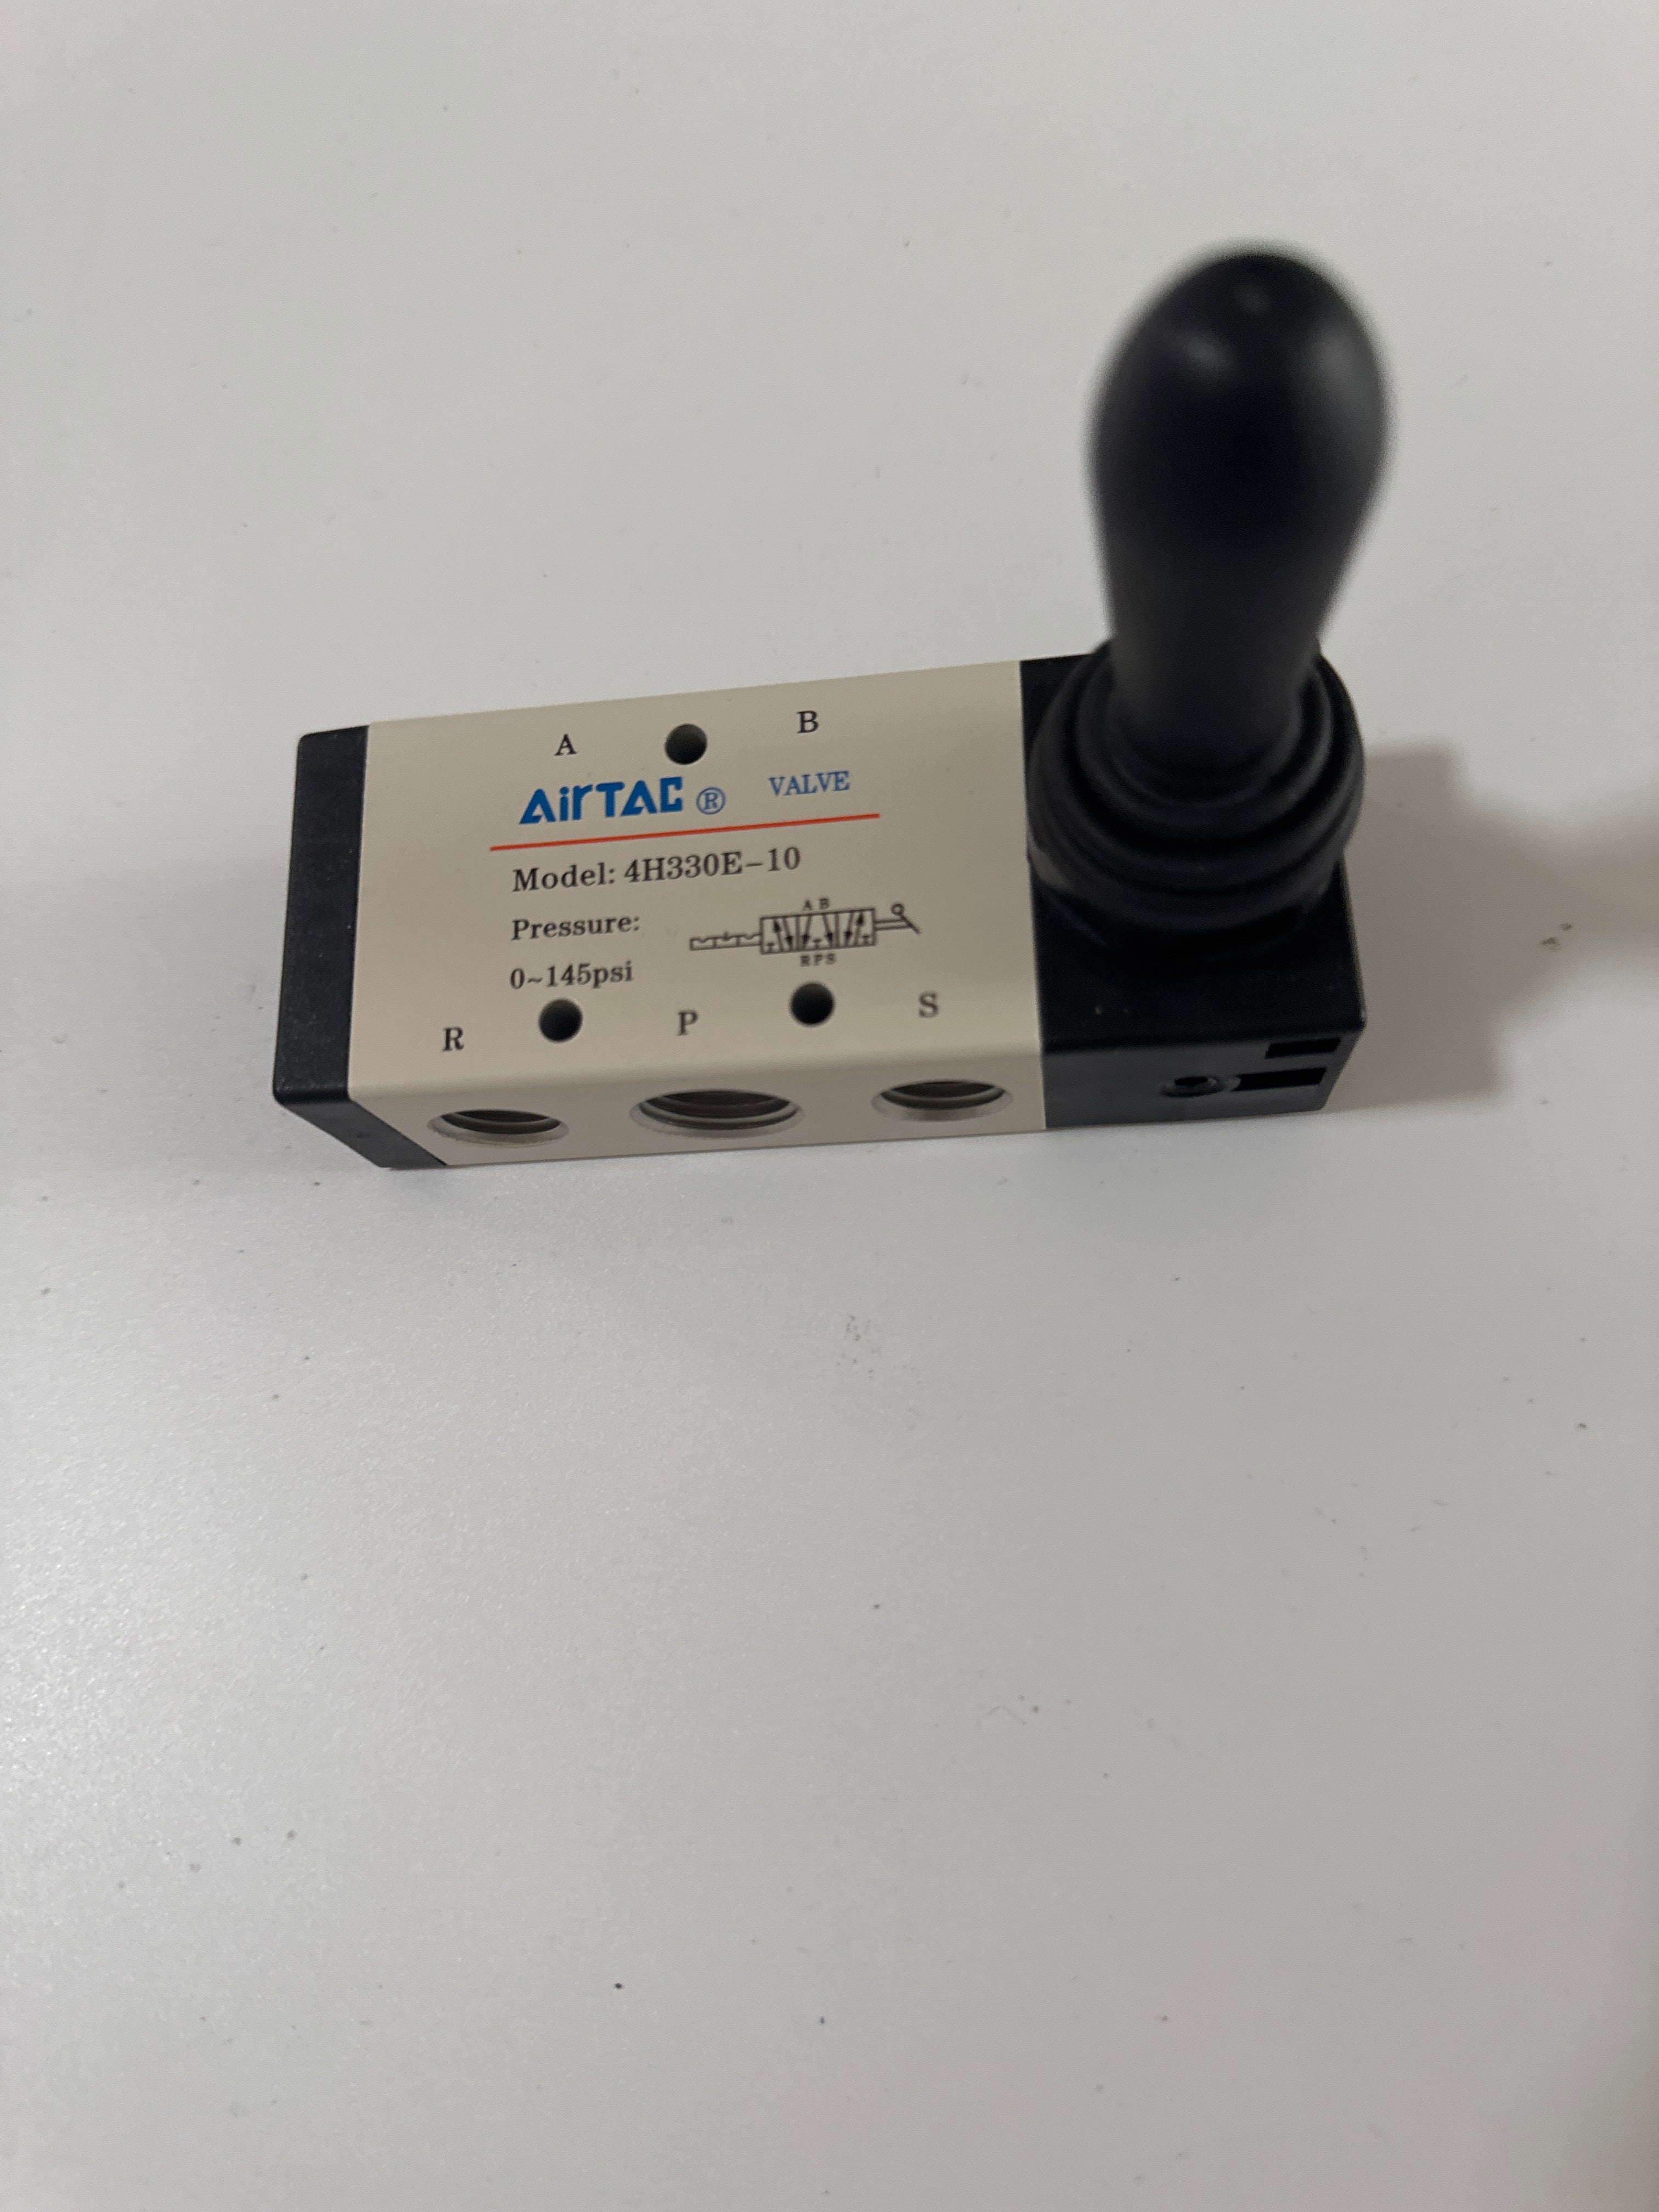 A B
AirTAC ® VALVE
Model: 4H330E-10
Pressure:
A B
R P S
0~145psi
R P S